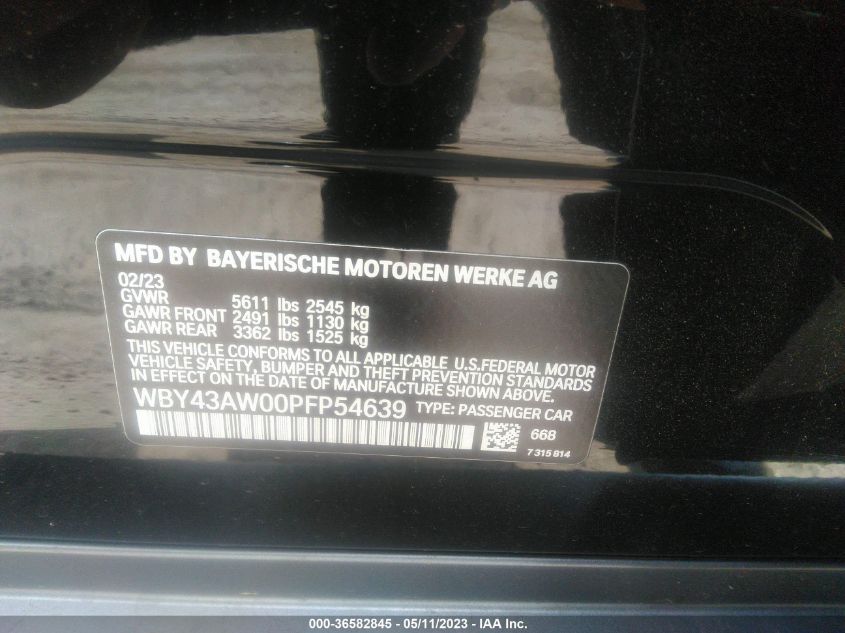 MFD BY BAYERISCHE MOTOREN WERKE AG
02/23
GVWR 5611 lbs 2545 kg
GAWR FRONT 2491 lbs 1130 kg
GAWR REAR 3362 lbs 1525 kg
THIS VEHICLE CONFORMS TO ALL APPLICABLE U.S.FEDERAL MOTOR
VEHICLE SAFETY, BUMPER AND THEFT PREVENTION STANDARDS
IN EFFECT ON THE DATE OF MANUFACTURE SHOWN ABOVE.
WBY43AW00PFP54639 TYPE: PASSENGER CAR
668
7 315 814
000-36582845 - 05/11/2023 - IAA Inc.